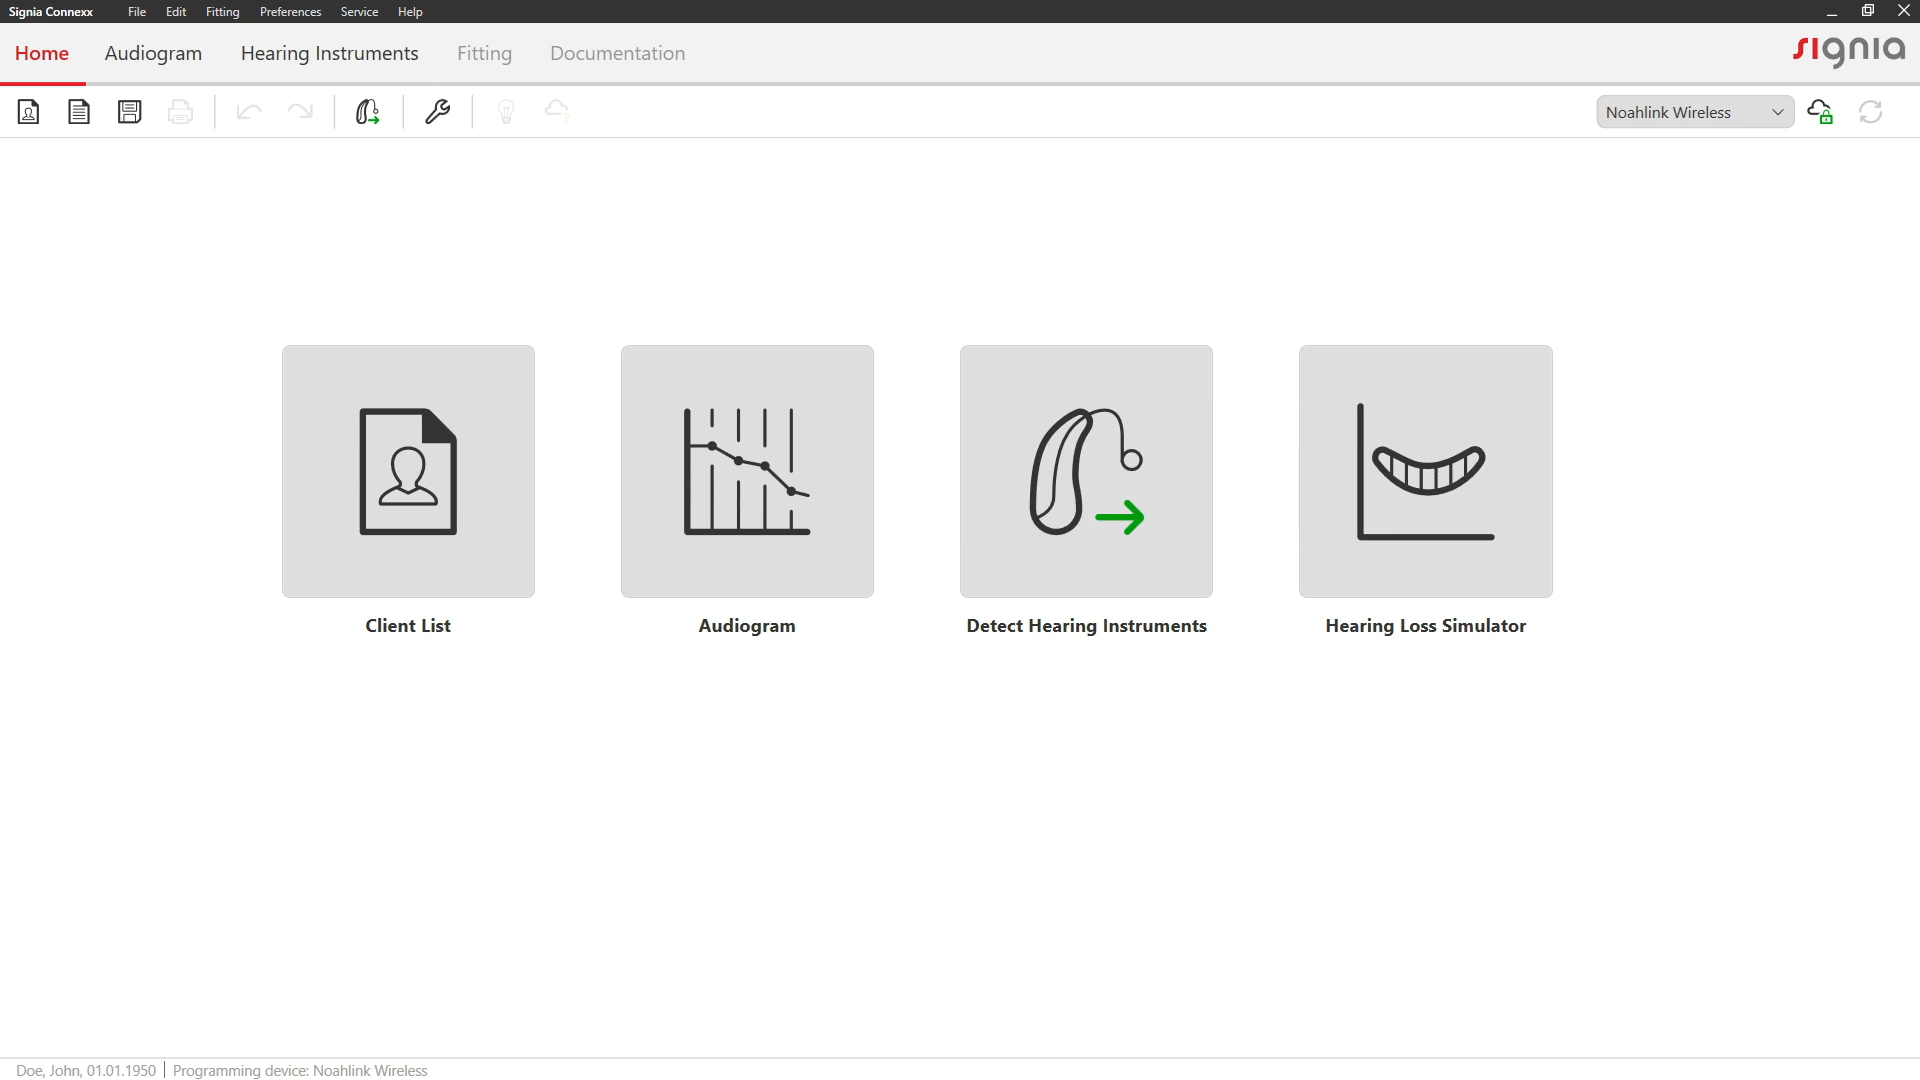 Signia Connexx File Edit Fitting Preferences Service Help
Home Audiogram Hearing Instruments Fitting Documentation
signia
Noahlink Wireless
Client List
Audiogram
Detect Hearing Instruments
Hearing Loss Simulator
Doe, John, 01.01.1950
Programming device: Noahlink Wireless